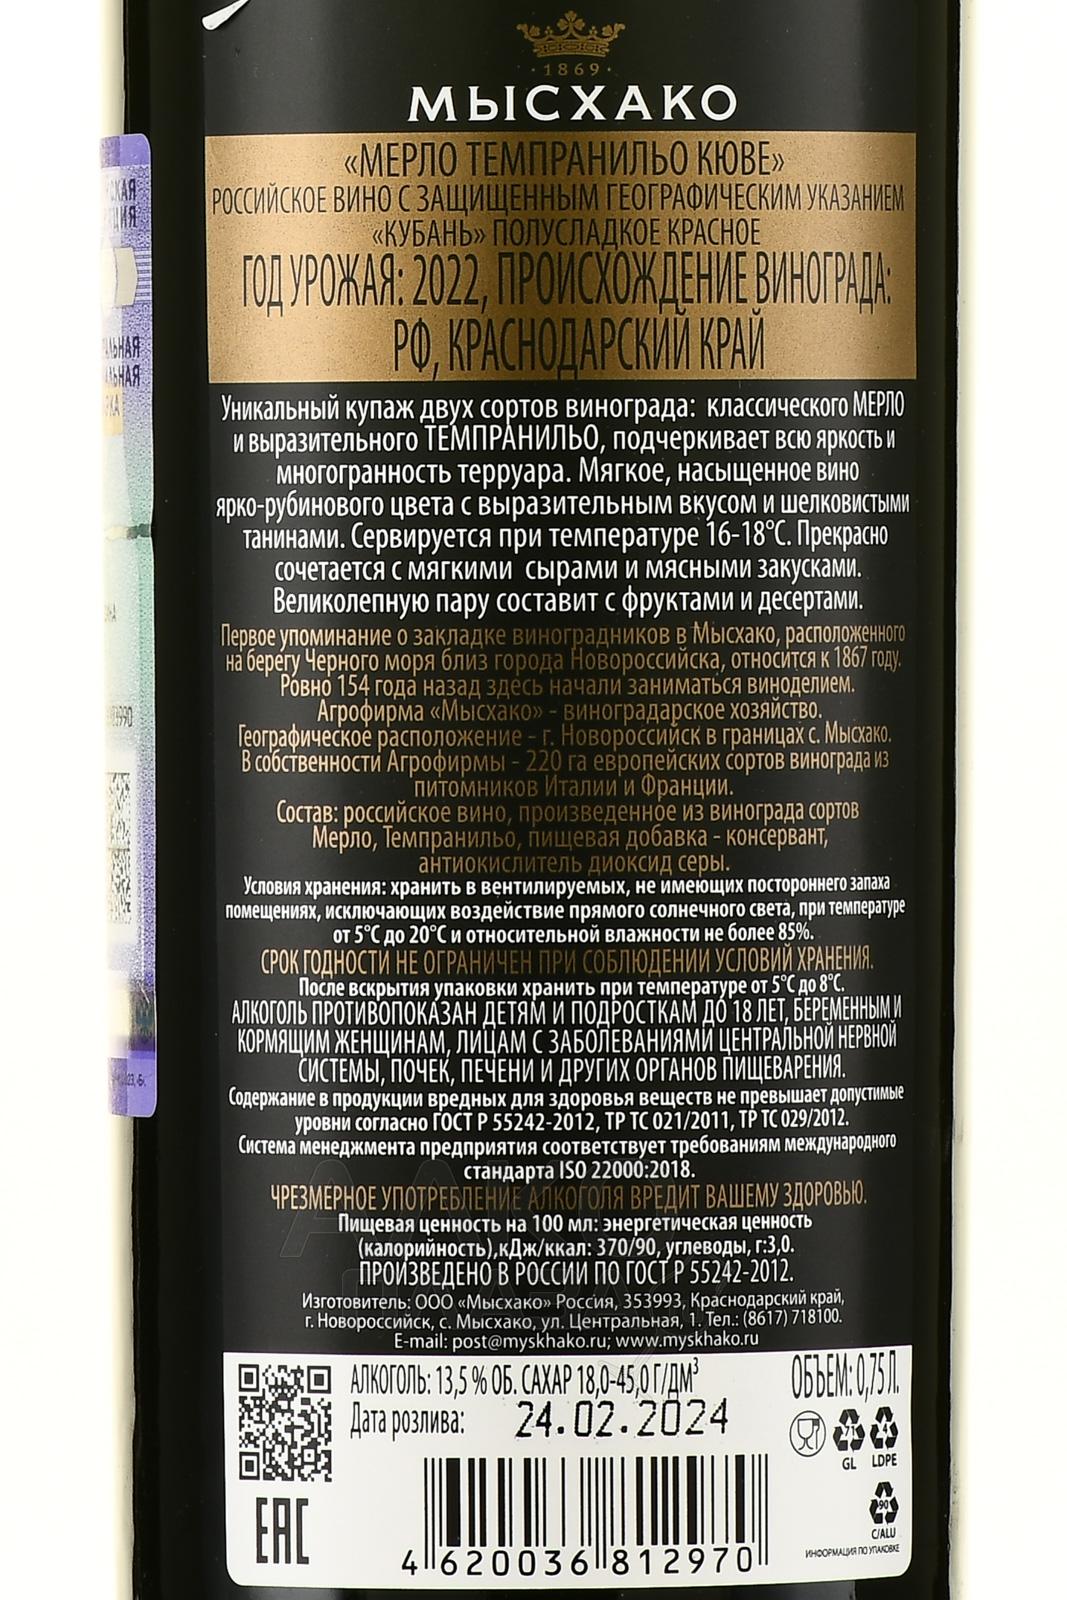 ·1869·
МЫСХАКО
«МЕРЛО ТЕМПРАНИЛЬО КЮВЕ»
РОССИЙСКОЕ ВИНО С ЗАЩИЩЕННЫМ ГЕОГРАФИЧЕСКИМ УКАЗАНИЕМ
«КУБАНЬ» ПОЛУСЛАДКОЕ КРАСНОЕ
ГОД УРОЖАЯ: 2022, ПРОИСХОЖДЕНИЕ ВИНОГРАДА:
РФ, КРАСНОДАРСКИЙ КРАЙ
Уникальный купаж двух сортов винограда: классического МЕРЛО
и выразительного ТЕМПРАНИЛЬО, подчеркивает всю яркость и
многогранность терруара. Мягкое, насыщенное вино
ярко-рубинового цвета с выразительным вкусом и шелковистыми
танинами. Сервируется при температуре 16-18°С. Прекрасно
сочетается с мягкими сырами и мясными закусками.
Великолепную пару составит с фруктами и десертами.
Первое упоминание о закладке виноградников в Мысхако, расположенного
на берегу Черного моря близ города Новороссийска, относится к 1867 году.
Ровно 154 года назад здесь начали заниматься виноделием.
Агрофирма «Мысхако» - виноградарское хозяйство.
Географическое расположение - г. Новороссийск в границах с. Мысхако.
В собственности Агрофирмы - 220 га европейских сортов винограда из
питомников Италии и Франции.
Состав: российское вино, произведенное из винограда сортов
Мерло, Темпранильо, пищевая добавка - консервант,
антиокислитель диоксид серы.
Условия хранения: хранить в вентилируемых, не имеющих постороннего запаха
помещениях, исключающих воздействие прямого солнечного света, при температуре
от 5°С до 20°С и относительной влажности не более 85%.
СРОК ГОДНОСТИ НЕ ОГРАНИЧЕН ПРИ СОБЛЮДЕНИИ УСЛОВИЙ ХРАНЕНИЯ.
После вскрытия упаковки хранить при температуре от 5°С до 8°С.
АЛКОГОЛЬ ПРОТИВОПОКАЗАН ДЕТЯМ И ПОДРОСТКАМ ДО 18 ЛЕТ, БЕРЕМЕННЫМ И
КОРМЯЩИМ ЖЕНЩИНАМ, ЛИЦАМ С ЗАБОЛЕВАНИЯМИ ЦЕНТРАЛЬНОЙ НЕРВНОЙ
СИСТЕМЫ, ПОЧЕК, ПЕЧЕНИ И ДРУГИХ ОРГАНОВ ПИЩЕВАРЕНИЯ.
Содержание в продукции вредных для здоровья веществ не превышает допустимые
уровни согласно ГОСТ Р 55242-2012, ТР ТС 021/2011, ТР ТС 029/2012.
Система менеджмента предприятия соответствует требованиям международного
стандарта ISO 22000:2018.
ЧРЕЗМЕРНОЕ УПОТРЕБЛЕНИЕ АЛКОГОЛЯ ВРЕДИТ ВАШЕМУ ЗДОРОВЬЮ.
Пищевая ценность на 100 мл: энергетическая ценность
(калорийность),кДж/ккал: 370/90, углеводы, г:3,0.
ПРОИЗВЕДЕНО В РОССИИ ПО ГОСТ Р 55242-2012.
Изготовитель: ООО «Мысхако» Россия, 353993, Краснодарский край,
г. Новороссийск, с. Мысхако, ул. Центральная, 1. Тел.: (8617) 718100.
E-mail: post@myskhako.ru; www.myskhako.ru
АЛКОГОЛЬ: 13,5 % ОБ. САХАР 18,0-45,0 Г/ДМ³
ОБЪЕМ: 0,75 Л.
Дата розлива: 24.02.2024
71 4
GL LDPE
90
C/ALU
ИНФОРМАЦИЯ ПО УПАКОВКЕ
EAC
4 620036 812970